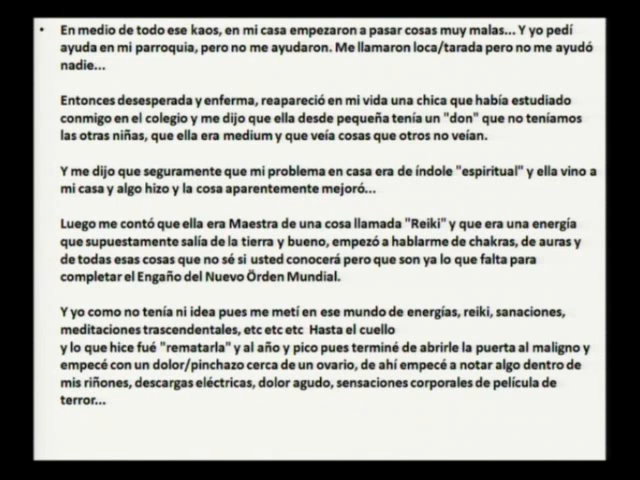 • En medio de todo ese kaos, en mi casa empezaron a pasar cosas muy malas... Y yo pedí
ayuda en mi parroquia, pero no me ayudaron. Me llamaron loca/tarada pero no me ayudó
nadie...
Entonces desesperada y enferma, reapareció en mi vida una chica que había estudiado
conmigo en el colegio y me dijo que ella desde pequeña tenía un "don" que no teníamos
las otras niñas, que ella era medium y que veía cosas que otros no veían.
Y me dijo que seguramente que mi problema en casa era de índole "espiritual" y ella vino a
mi casa y algo hizo y la cosa aparentemente mejoró...
Luego me contó que ella era Maestra de una cosa llamada "Reiki" y que era una energía
que supuestamente salía de la tierra y bueno, empezó a hablarme de chakras, de auras y
de todas esas cosas que no sé si usted conocerá pero que son ya lo que falta para
completar el Engaño del Nuevo Örden Mundial.
Y yo como no tenía ni idea pues me metí en ese mundo de energías, reiki, sanaciones,
meditaciones trascendentales, etc etc etc Hasta el cuello
y lo que hice fué "rematarla" y al año y pico pues terminé de abrirle la puerta al maligno y
empecé con un dolor/pinchazo cerca de un ovario, de ahí empecé a notar algo dentro de
mis riñones, descargas eléctricas, dolor agudo, sensaciones corporales de película de
terror...